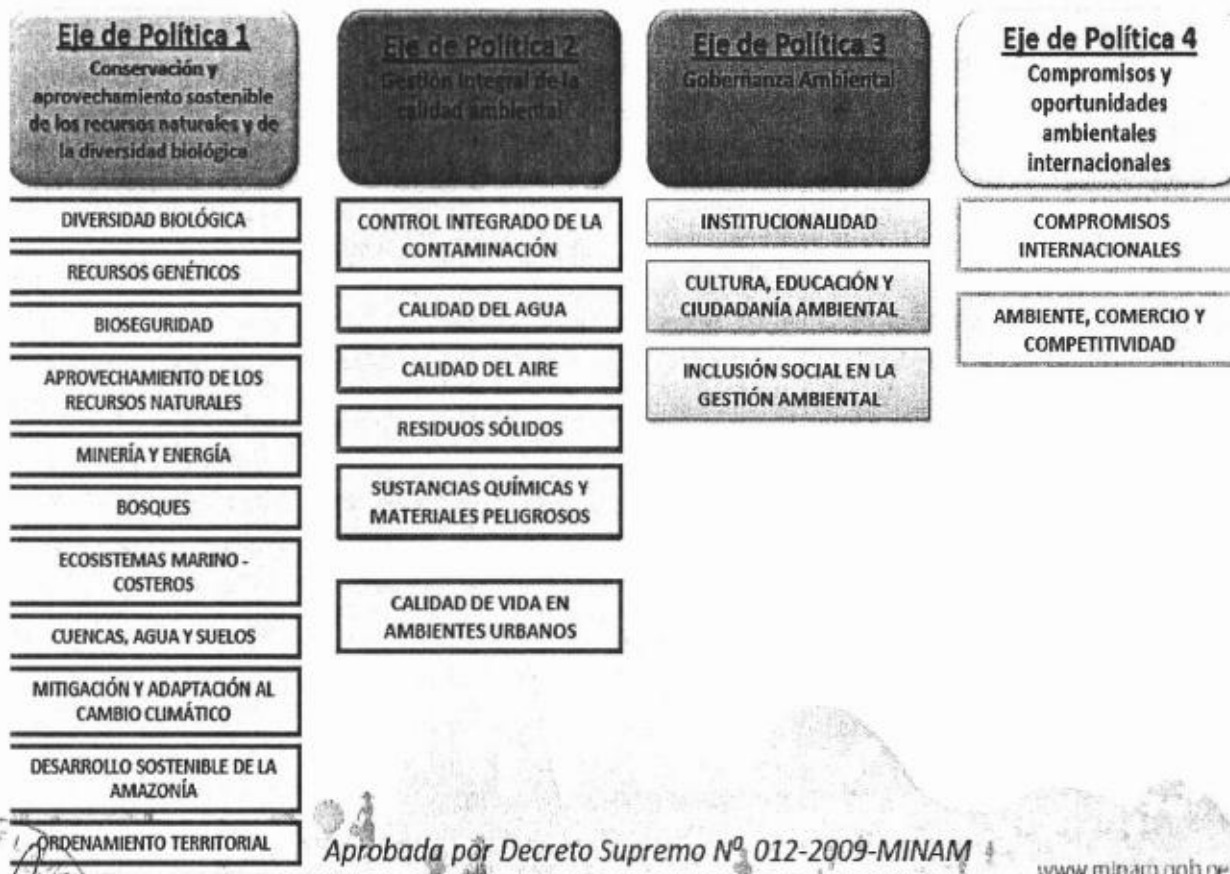 Eje de Política 1
Conservación y
aprovechamiento sostenible
de los recursos naturales y de
la diversidad biológica
DIVERSIDAD BIOLÓGICA
RECURSOS GENÉTICOS
BIOSEGURIDAD
APROVECHAMIENTO DE LOS
RECURSOS NATURALES
MINERÍA Y ENERGÍA
BOSQUES
ECOSISTEMAS MARINO -
COSTEROS
CUENCAS, AGUA Y SUELOS
MITIGACIÓN Y ADAPTACIÓN AL
CAMBIO CLIMÁTICO
DESARROLLO SOSTENIBLE DE LA
AMAZONÍA
ORDENAMIENTO TERRITORIAL
Eje de Política 2
Gestión Integral de la
calidad ambiental
CONTROL INTEGRADO DE LA
CONTAMINACIÓN
CALIDAD DEL AGUA
CALIDAD DEL AIRE
RESIDUOS SÓLIDOS
SUSTANCIAS QUÍMICAS Y
MATERIALES PELIGROSOS
CALIDAD DE VIDA EN
AMBIENTES URBANOS
Eje de Política 3
Gobernanza Ambiental
INSTITUCIONALIDAD
CULTURA, EDUCACIÓN Y
CIUDADANÍA AMBIENTAL
INCLUSIÓN SOCIAL EN LA
GESTIÓN AMBIENTAL
Eje de Política 4
Compromisos y
oportunidades
ambientales
internacionales
COMPROMISOS
INTERNACIONALES
AMBIENTE, COMERCIO Y
COMPETITIVIDAD
Aprobada por Decreto Supremo Nº 012-2009-MINAM
www.minam.gob.pe